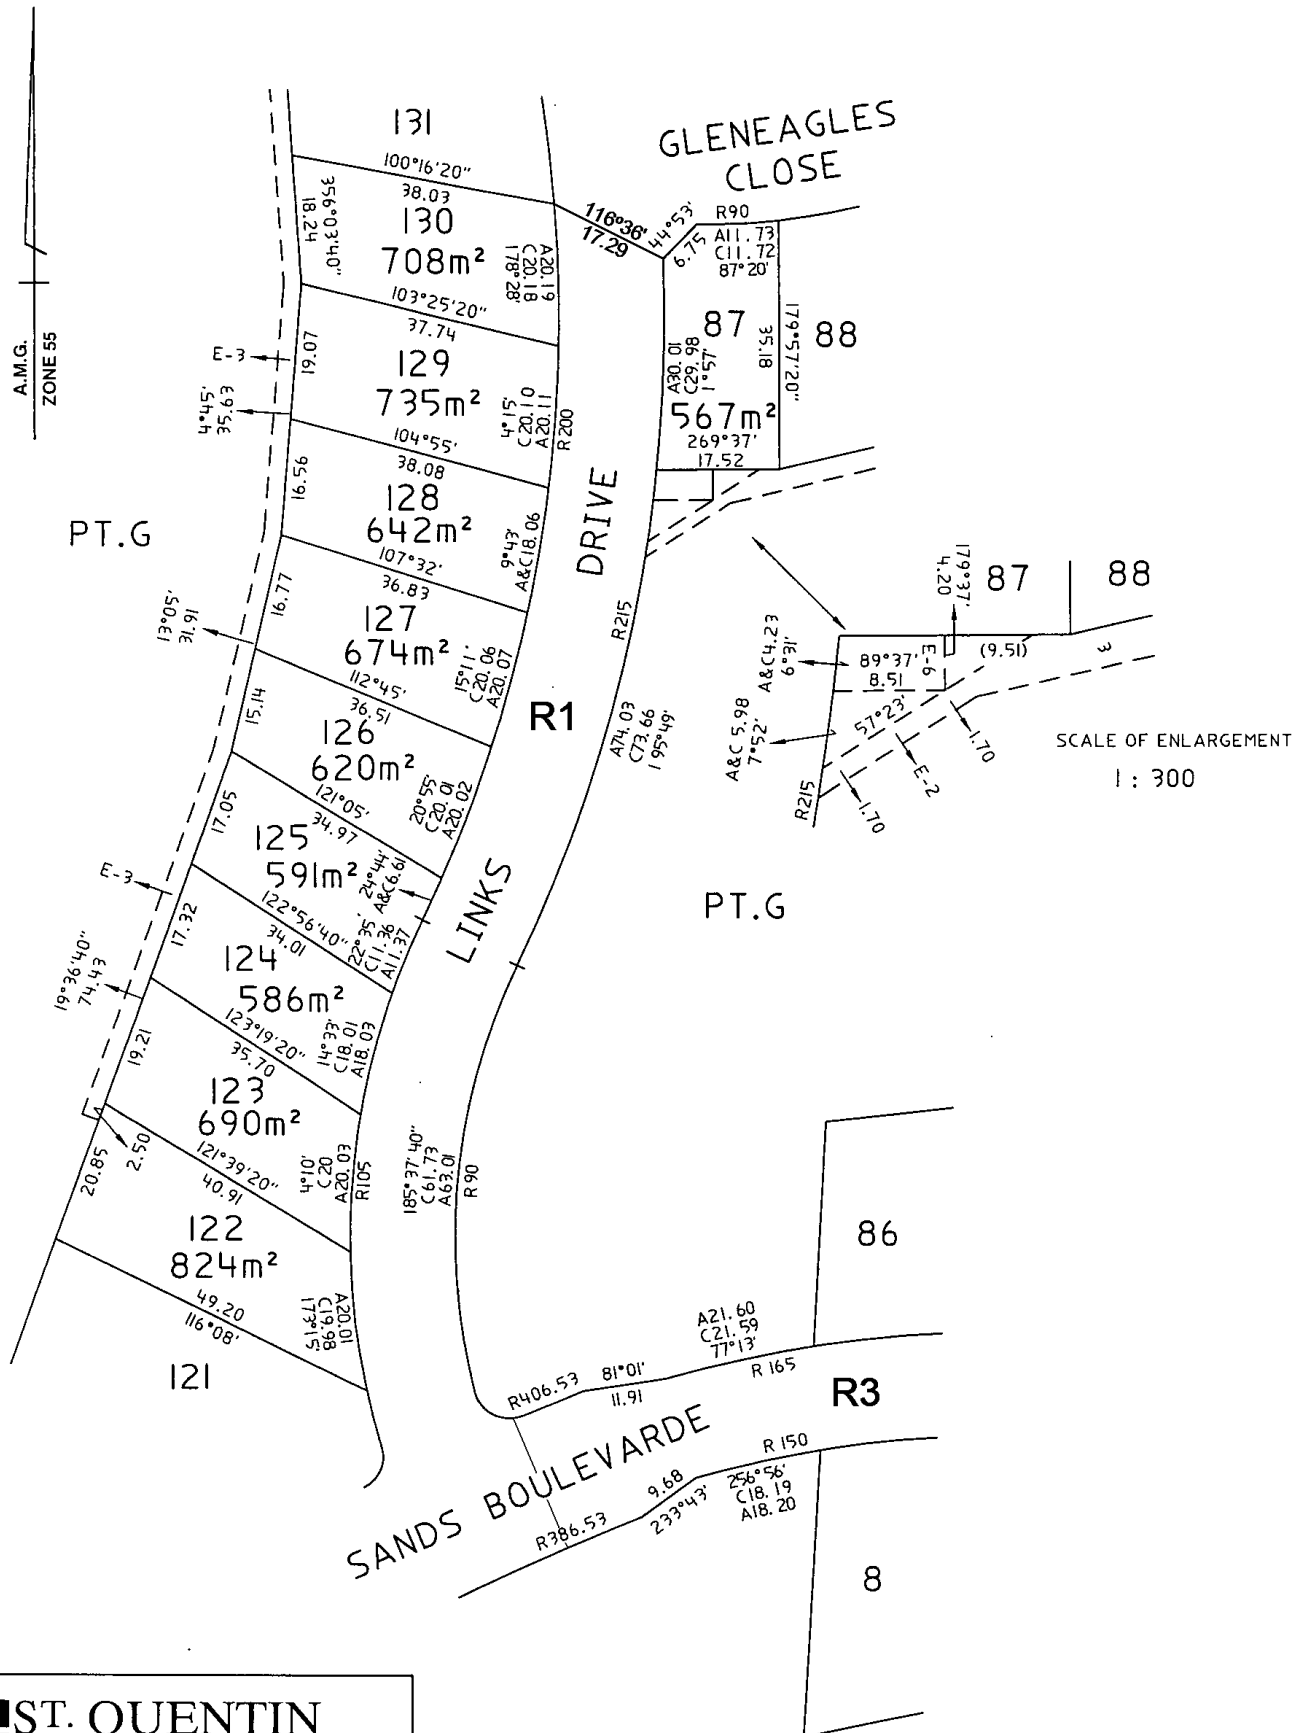 A.M.G.
ZONE 55
131
100°16'20"
38.03
GLENEAGLES
CLOSE
356°03'40"
18.24
130
708m²
A20.19
C20.18
178°28'
103°25'20"
37.74
116°36'
17.29
44°53'
6.75
R90
A11.73
C11.72
87°20'
87
A30.01
C29.98
1°57'
35.18
179°57'20"
88
567m²
269°37'
17.52
E-3
19.07
129
735m²
4°15'
C20.10
A20.11
R200
4°45'
35.63
104°55'
38.08
16.56
128
642m²
9°43'
A&C18.06
DRIVE
PT.G
107°32'
36.83
R215
16.77
127
674m²
15°11'
C20.06
A20.07
13°05'
31.91
112°45'
36.51
R1
A74.03
C73.66
195°49'
15.14
126
620m²
20°55'
C20.01
A20.02
121°05'
34.97
17.05
125
591m²
24°44'
A&C6.61
22°35'
C11.36
A11.37
LINKS
E-3
122°56'40"
34.01
17.32
124
586m²
14°33'
C18.01
A18.03
19°36'40"
74.43
123°19'20"
35.70
19.21
123
690m²
4°10'
C20
A20.03
R105
185°37'40"
C61.73
A63.01
R90
2.50
121°39'20"
40.91
20.85
122
824m²
A20.01
C19.98
173°15'
49.20
116°08'
121
179°37'
4.20
87
88
A&C4.23
6°31'
89°37'
8.51
E-6
(9.51)
3
A&C 5.98
7°52'
57°23'
1.70
E-2
1.70
R215
SCALE OF ENLARGEMENT
1 : 300
PT.G
86
A21.60
C21.59
77°13'
R 165
R406.53
81°01'
11.91
R3
SANDS BOULEVARDE
R 150
256°56'
C18.19
A18.20
9.68
233°43'
R386.53
8
ST. QUENTIN